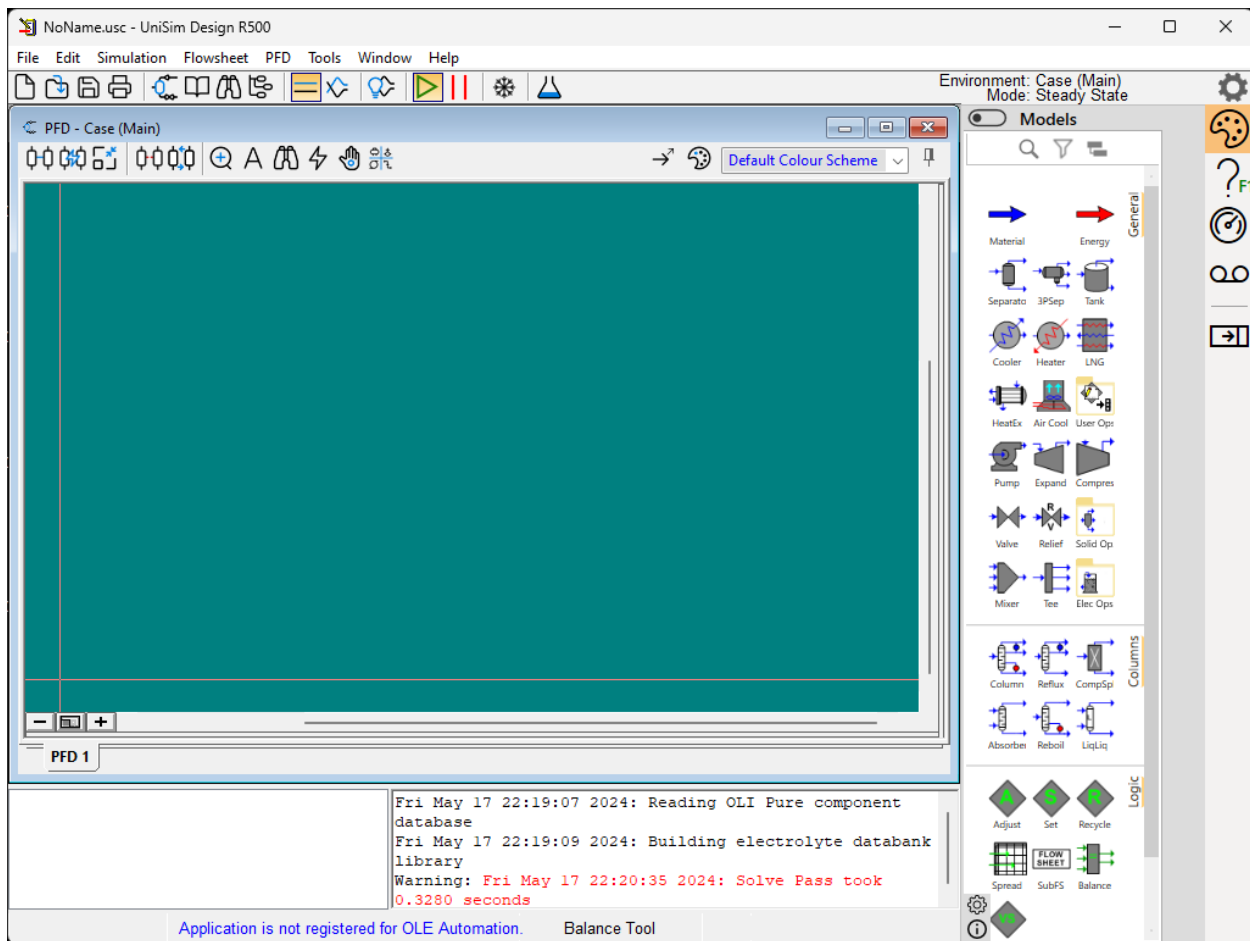 NoName.usc - UniSim Design R500
File Edit Simulation Flowsheet PFD Tools Window Help
Environment: Case (Main)
Mode: Steady State
PFD - Case (Main)
Models
Default Colour Scheme
F1
General
Material Energy
Separato 3PSep Tank
Cooler Heater LNG
HeatEx Air Cool User Ops
Pump Expand Compres
R
V
Valve Relief Solid Op
Mixer Tee Elec Ops
Columns
Column Reflux CompSpl
Absorber Reboil LiqLiq
Logic
A S R
Adjust Set Recycle
FLOW
SHEET
Spread SubFS Balance
VS
PFD 1
Fri May 17 22:19:07 2024: Reading OLI Pure component
database
Fri May 17 22:19:09 2024: Building electrolyte databank
library
Warning: Fri May 17 22:20:35 2024: Solve Pass took
0.3280 seconds
Application is not registered for OLE Automation. Balance Tool